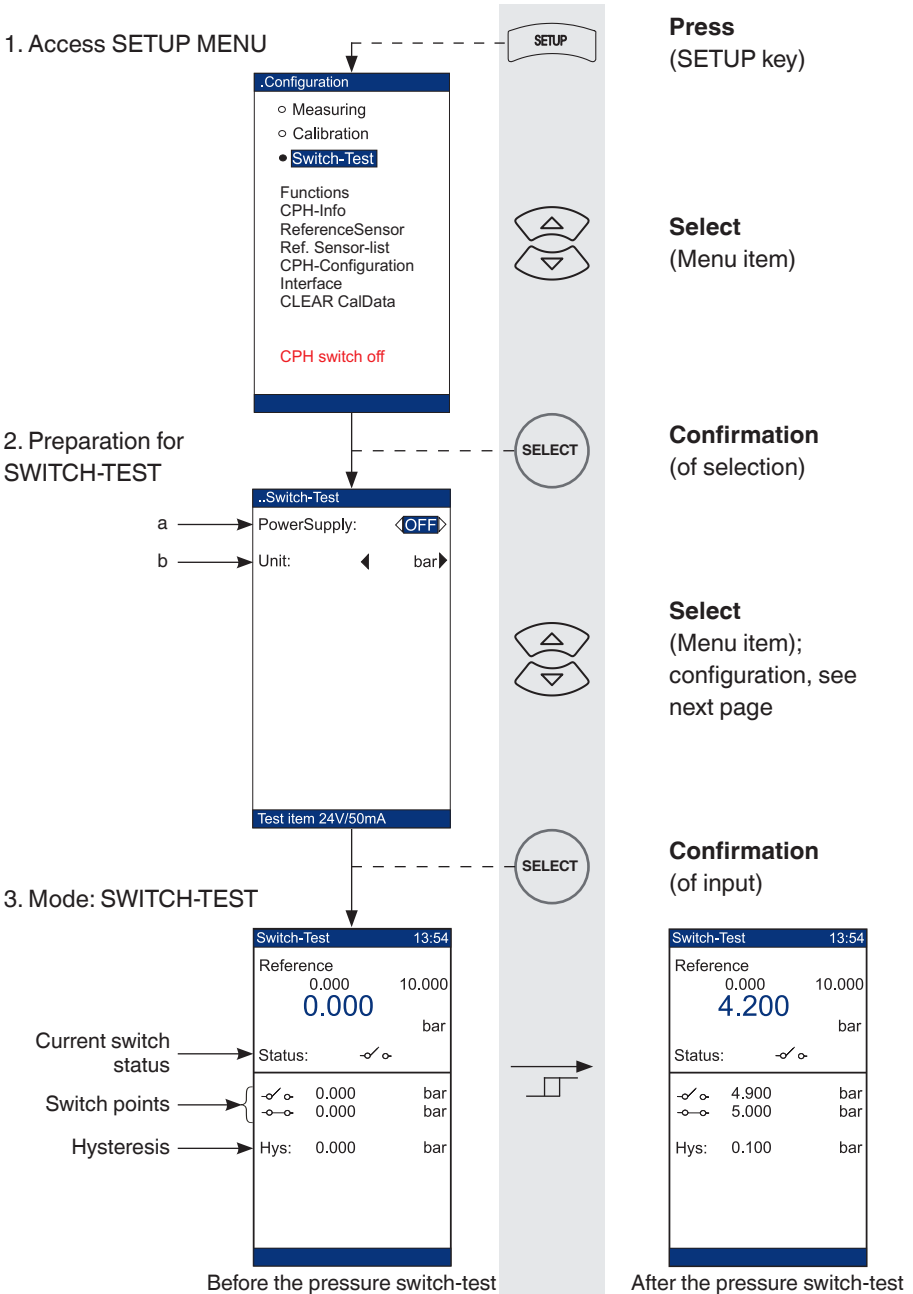 1. Access SETUP MENU
SETUP
Press
(SETUP key)
.Configuration
Measuring
Calibration
Switch-Test
Functions
CPH-Info
ReferenceSensor
Ref. Sensor-list
CPH-Configuration
Interface
CLEAR CalData
CPH switch off
Select
(Menu item)
2. Preparation for
SWITCH-TEST
SELECT
Confirmation
(of selection)
..Switch-Test
a
PowerSupply: OFF
b
Unit: bar
Test item 24V/50mA
Select
(Menu item);
configuration, see
next page
SELECT
Confirmation
(of input)
3. Mode: SWITCH-TEST
Switch-Test 13:54
Reference
0.000 10.000
0.000
bar
Current switch
status
Status:
Switch points
0.000 bar
0.000 bar
Hysteresis
Hys: 0.000 bar
Before the pressure switch-test
Switch-Test 13:54
Reference
0.000 10.000
4.200
bar
Status:
4.900 bar
5.000 bar
Hys: 0.100 bar
After the pressure switch-test